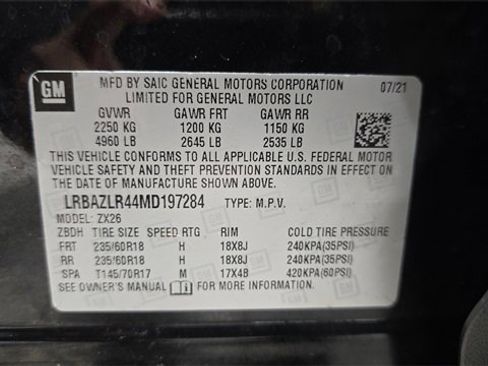 GM
MFD BY SAIC GENERAL MOTORS CORPORATION 07/21
LIMITED FOR GENERAL MOTORS LLC
GVWR GAWR FRT GAWR RR
2250 KG 1200 KG 1150 KG
4960 LB 2645 LB 2535 LB
THIS VEHICLE CONFORMS TO ALL APPLICABLE U.S. FEDERAL MOTOR
VEHICLE SAFETY AND THEFT PREVENTION STANDARDS IN EFFECT ON
THE DATE OF MANUFACTURE SHOWN ABOVE.
LRBAZLR44MD197284 TYPE: M.P.V.
MODEL: ZX26
ZBDH TIRE SIZE SPEED RTG RIM COLD TIRE PRESSURE
FRT 235/60R18 H 18X8J 240KPA(35PSI)
RR 235/60R18 H 18X8J 240KPA(35PSI)
SPA T145/70R17 M 17X4B 420KPA(60PSI)
SEE OWNER'S MANUAL FOR MORE INFORMATION.